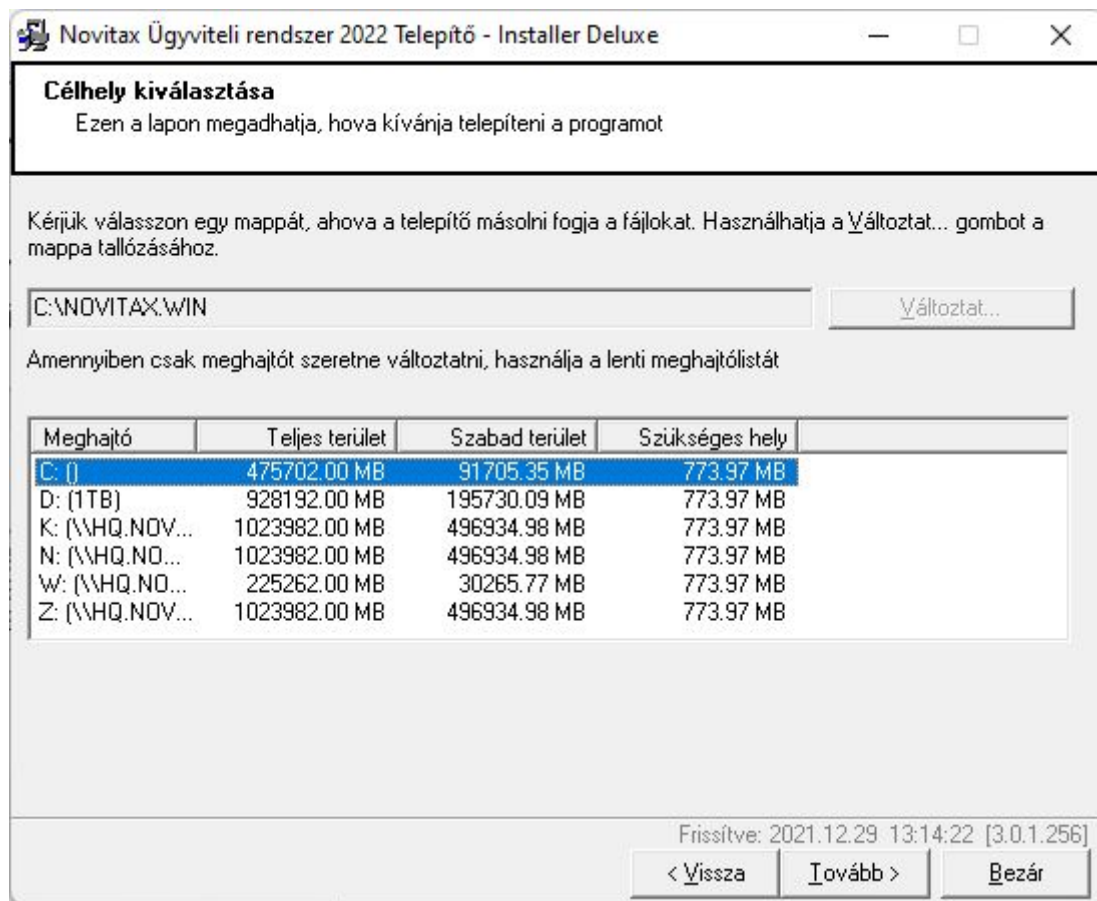 Novitax Ügyviteli rendszer 2022 Telepítő - Installer Deluxe
Célhely kiválasztása
Ezen a lapon megadhatja, hova kívánja telepíteni a programot
Kérjük válasszon egy mappát, ahova a telepítő másolni fogja a fájlokat. Használhatja a Változtat... gombot a
mappa tallózásához.
C:\NOVITAX.WIN Változtat...
Amennyiben csak meghajtót szeretne változtatni, használja a lenti meghajtólistát
Meghajtó Teljes terület Szabad terület Szükséges hely
C: () 475702.00 MB 91705.35 MB 773.97 MB
D: (1TB) 928192.00 MB 195730.09 MB 773.97 MB
K: (\\HQ.NOV... 1023982.00 MB 496934.98 MB 773.97 MB
N: (\\HQ.NO... 1023982.00 MB 496934.98 MB 773.97 MB
W: (\\HQ.NO... 225262.00 MB 30265.77 MB 773.97 MB
Z: (\\HQ.NOV... 1023982.00 MB 496934.98 MB 773.97 MB
Frissítve: 2021.12.29 13:14:22 [3.0.1.256]
< Vissza Tovább > Bezár